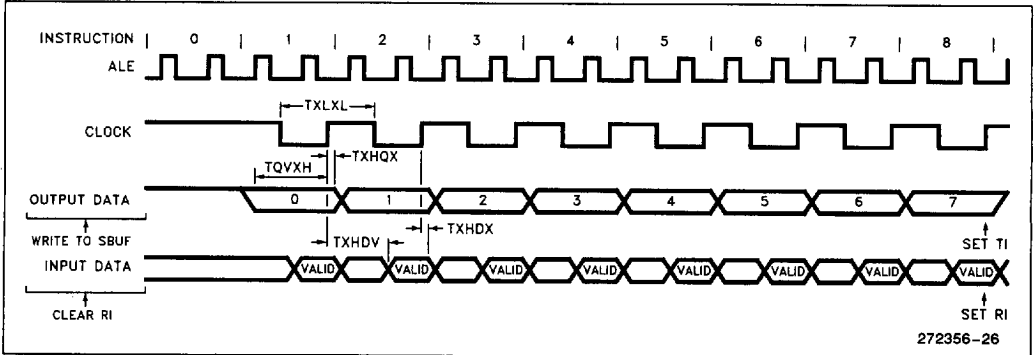 INSTRUCTION | 0 | 1 | 2 | 3 | 4 | 5 | 6 | 7 | 8 |
ALE
TXLXL
CLOCK
TXHQX
TQVXH
OUTPUT DATA 0 1 2 3 4 5 6 7
WRITE TO SBUF TXHDV TXHDX SET TI
INPUT DATA VALID VALID VALID VALID VALID VALID VALID VALID
CLEAR RI SET RI
272356-26